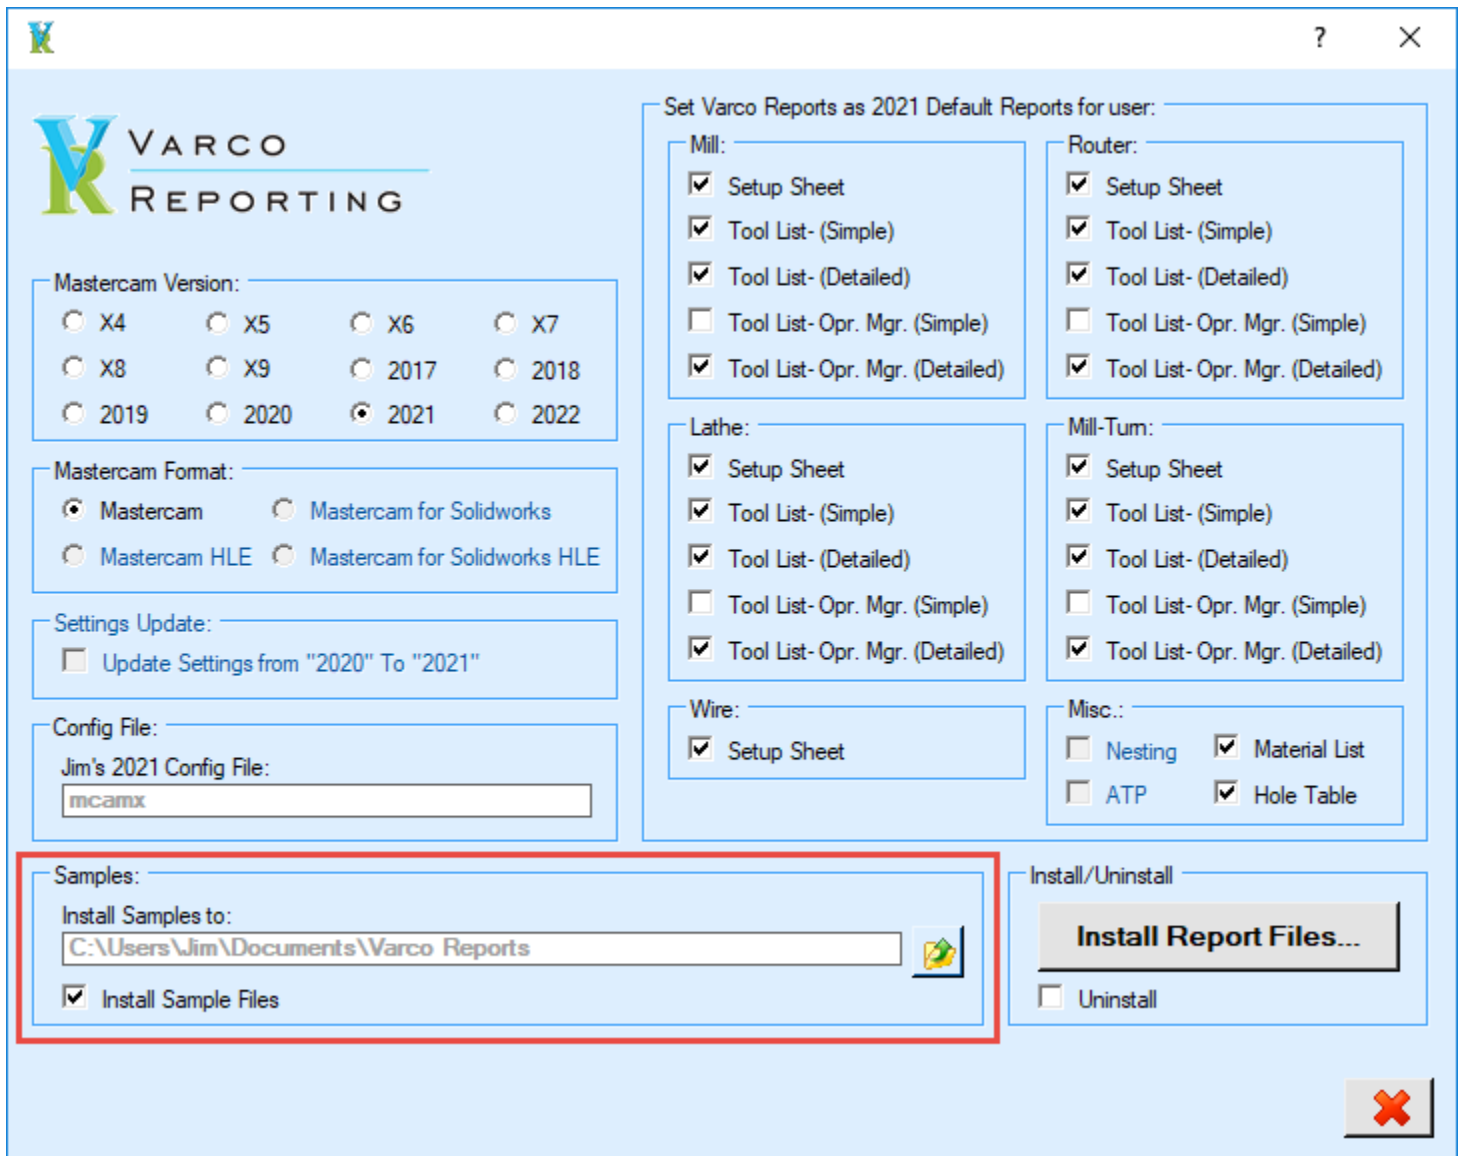 ?
VARCO
REPORTING
Mastercam Version:
X4 X5 X6 X7
X8 X9 2017 2018
2019 2020 2021 2022
Mastercam Format:
Mastercam Mastercam for Solidworks
Mastercam HLE Mastercam for Solidworks HLE
Settings Update:
Update Settings from "2020" To "2021"
Config File:
Jim's 2021 Config File:
mcamx
Set Varco Reports as 2021 Default Reports for user:
Mill:
Setup Sheet
Tool List- (Simple)
Tool List- (Detailed)
Tool List- Opr. Mgr. (Simple)
Tool List- Opr. Mgr. (Detailed)
Router:
Setup Sheet
Tool List- (Simple)
Tool List- (Detailed)
Tool List- Opr. Mgr. (Simple)
Tool List- Opr. Mgr. (Detailed)
Lathe:
Setup Sheet
Tool List- (Simple)
Tool List- (Detailed)
Tool List- Opr. Mgr. (Simple)
Tool List- Opr. Mgr. (Detailed)
Mill-Turn:
Setup Sheet
Tool List- (Simple)
Tool List- (Detailed)
Tool List- Opr. Mgr. (Simple)
Tool List- Opr. Mgr. (Detailed)
Wire:
Setup Sheet
Misc.:
Nesting Material List
ATP Hole Table
Samples:
Install Samples to:
C:\Users\Jim\Documents\Varco Reports
Install Sample Files
Install/Uninstall
Install Report Files...
Uninstall